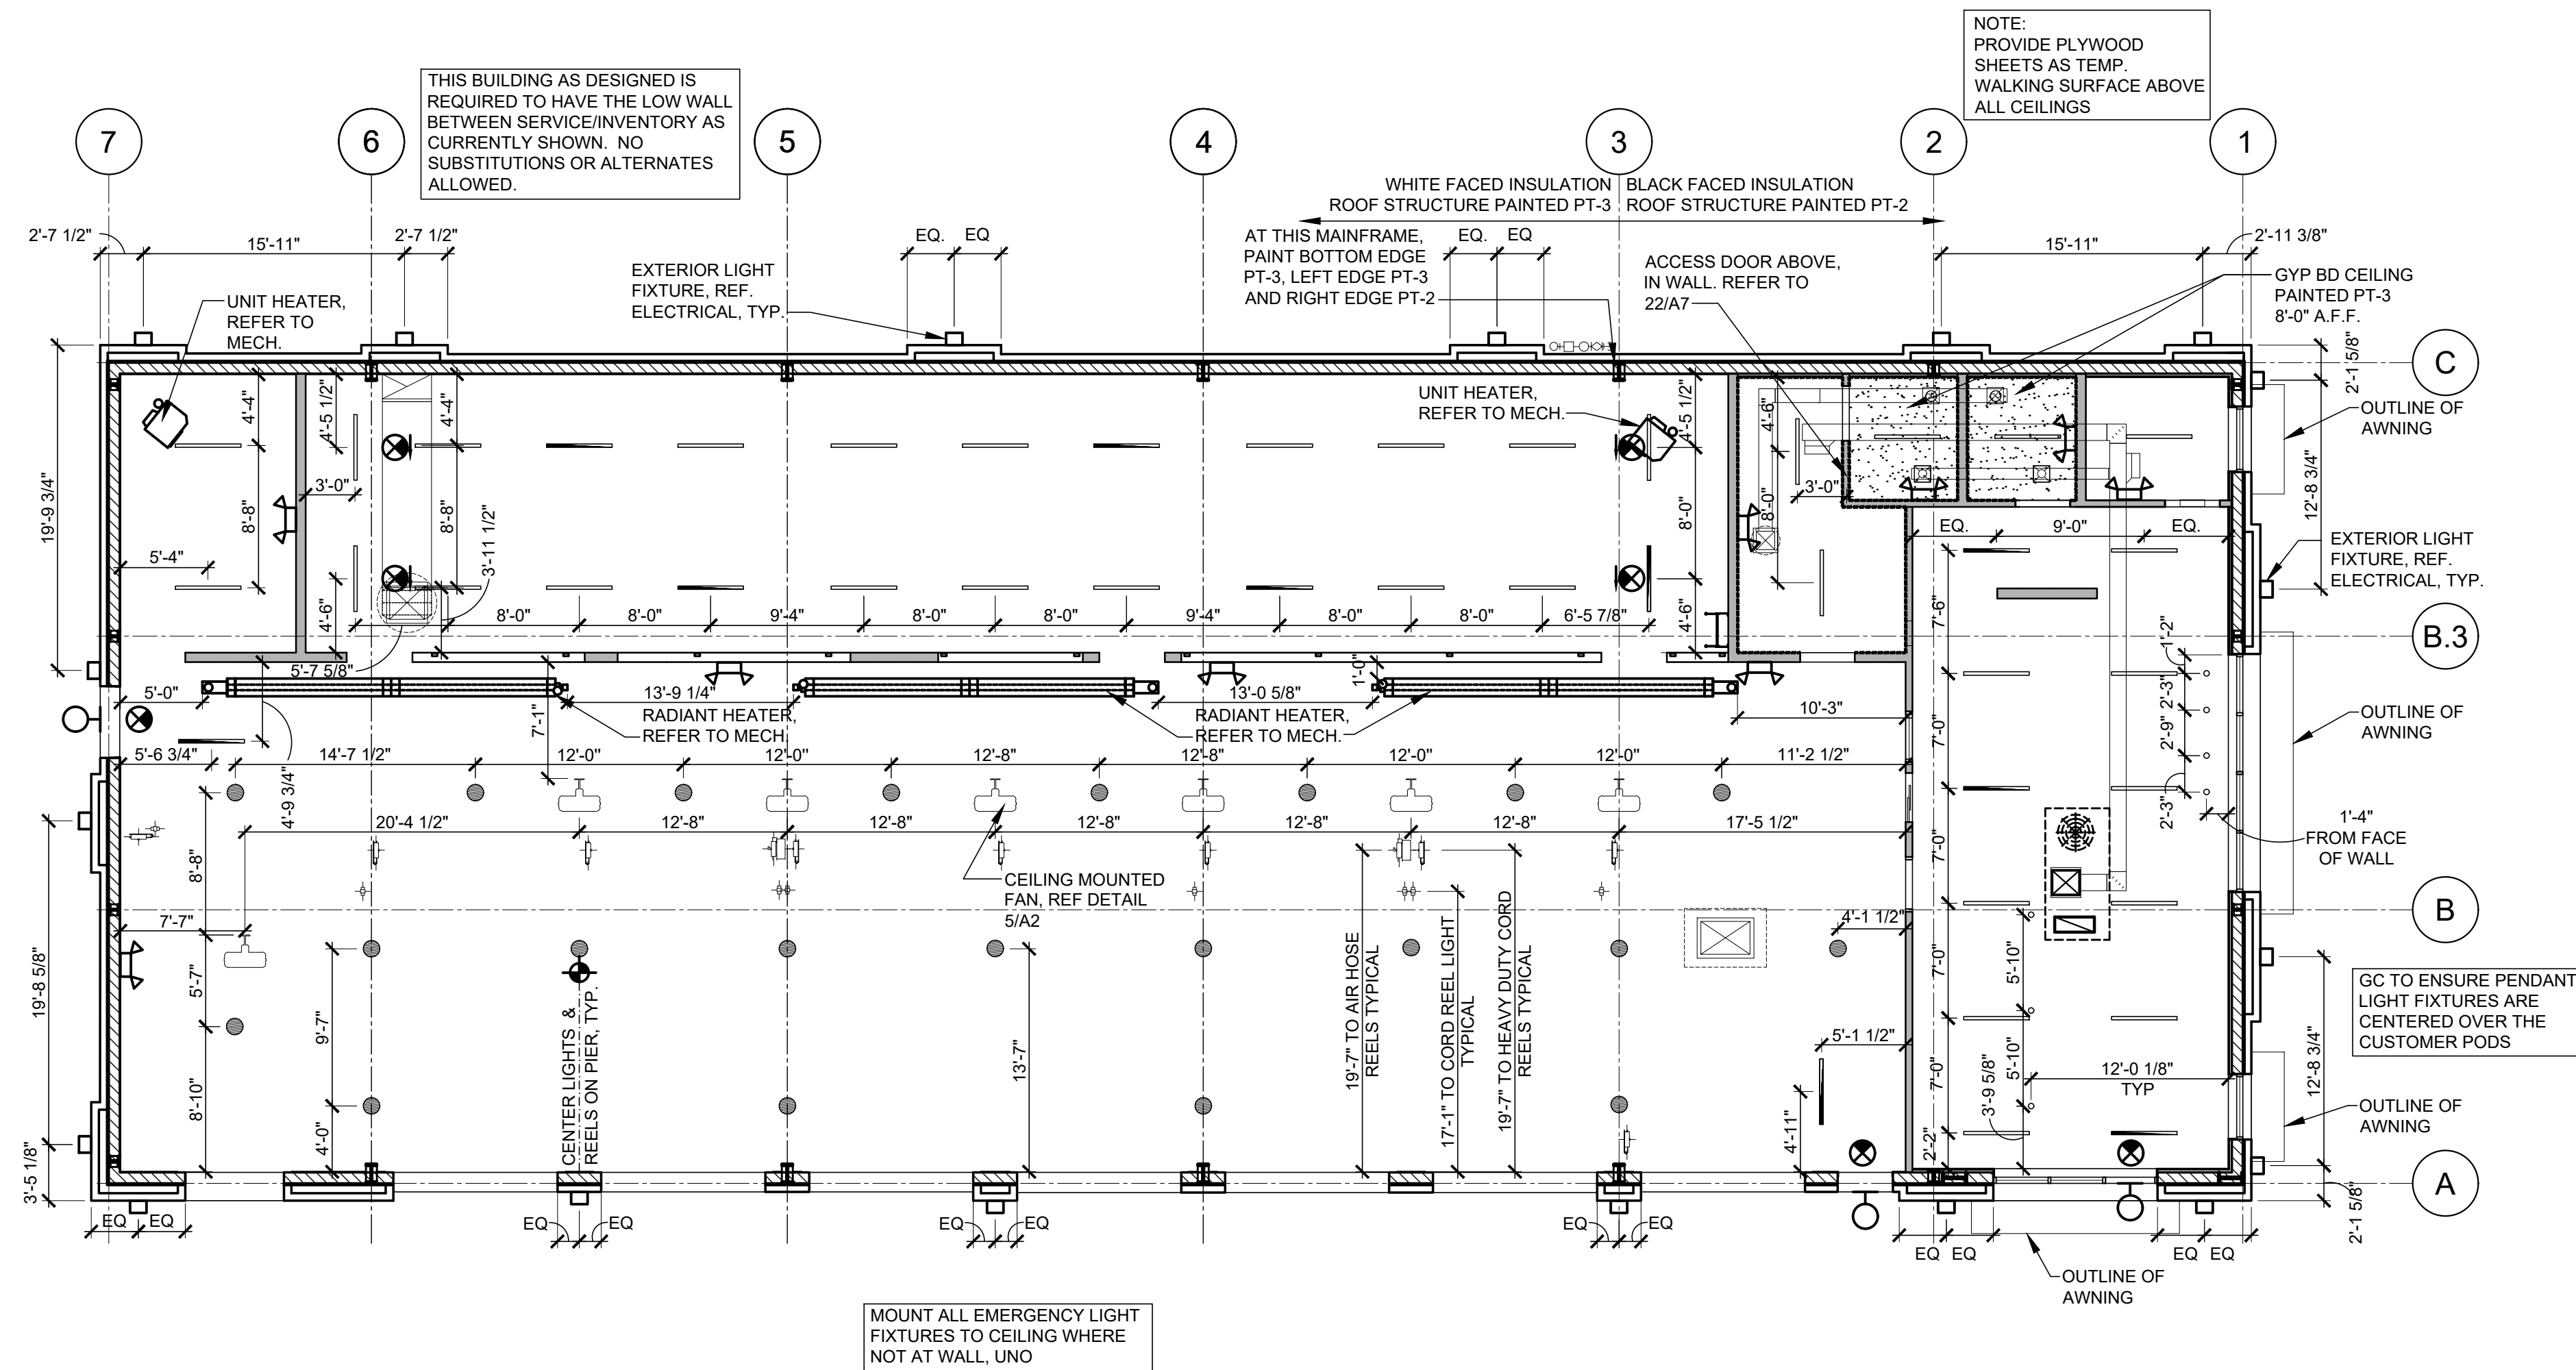 NOTE:
PROVIDE PLYWOOD
SHEETS AS TEMP.
WALKING SURFACE ABOVE
ALL CEILINGS
THIS BUILDING AS DESIGNED IS
REQUIRED TO HAVE THE LOW WALL
BETWEEN SERVICE/INVENTORY AS
CURRENTLY SHOWN. NO
SUBSTITUTIONS OR ALTERNATES
ALLOWED.
7
6
5
4
3
2
1
WHITE FACED INSULATION
ROOF STRUCTURE PAINTED PT-3
BLACK FACED INSULATION
ROOF STRUCTURE PAINTED PT-2
2'-7 1/2"
15'-11"
2'-7 1/2"
EQ.
EQ
EQ.
EQ
15'-11"
2'-11 3/8"
AT THIS MAINFRAME,
PAINT BOTTOM EDGE
PT-3, LEFT EDGE PT-3
AND RIGHT EDGE PT-2
ACCESS DOOR ABOVE,
IN WALL. REFER TO
22/A7
EXTERIOR LIGHT
FIXTURE, REF.
ELECTRICAL, TYP.
GYP BD CEILING
PAINTED PT-3
8'-0" A.F.F.
UNIT HEATER,
REFER TO
MECH.
C
2'-1 5/8"
4'-4"
4'-5 1/2"
4'-4"
UNIT HEATER,
REFER TO MECH.
4'-5 1/2"
4'-6"
OUTLINE OF
AWNING
19'-9 3/4"
8'-8"
3'-0"
8'-8"
3'-11 1/2"
8'-0"
8'-0"
3'-0"
12'-8 3/4"
EQ.
9'-0"
EQ.
EXTERIOR LIGHT
FIXTURE, REF.
ELECTRICAL, TYP.
5'-4"
4'-6"
5'-7 5/8"
8'-0"
8'-0"
9'-4"
8'-0"
8'-0"
9'-4"
8'-0"
8'-0"
6'-5 7/8"
4'-6"
7'-6"
1'-2"
B.3
5'-0"
13'-9 1/4"
13'-0 5/8"
1'-0"
10'-3"
2'-3"
7'-1"
RADIANT HEATER,
REFER TO MECH.
RADIANT HEATER,
REFER TO MECH.
7'-0"
2'-9"
OUTLINE OF
AWNING
5'-6 3/4"
14'-7 1/2"
12'-0"
12'-0"
12'-8"
12'-8"
12'-0"
12'-0"
11'-2 1/2"
4'-9 3/4"
2'-3"
20'-4 1/2"
12'-8"
12'-8"
12'-8"
12'-8"
12'-8"
17'-5 1/2"
1'-4"
FROM FACE
OF WALL
8'-8"
7'-0"
CEILING MOUNTED
FAN, REF DETAIL
5/A2
7'-7"
4'-1 1/2"
B
19'-8 5/8"
5'-7"
9'-7"
8'-10"
4'-0"
CENTER LIGHTS &
REELS ON PIER, TYP.
13'-7"
19'-7" TO AIR HOSE
REELS TYPICAL
17'-1" TO CORD REEL LIGHT
TYPICAL
19'-7" TO HEAVY DUTY CORD
REELS TYPICAL
5'-1 1/2"
4'-11"
7'-0"
5'-10"
7'-0"
5'-10"
3'-9 5/8"
2'-2"
12'-0 1/8"
TYP
12'-8 3/4"
GC TO ENSURE PENDANT
LIGHT FIXTURES ARE
CENTERED OVER THE
CUSTOMER PODS
OUTLINE OF
AWNING
3'-5 1/8"
A
2'-1 5/8"
EQ
EQ
EQ
EQ
EQ
EQ
EQ
EQ
EQ
EQ
EQ
EQ
OUTLINE OF
AWNING
MOUNT ALL EMERGENCY LIGHT
FIXTURES TO CEILING WHERE
NOT AT WALL, UNO